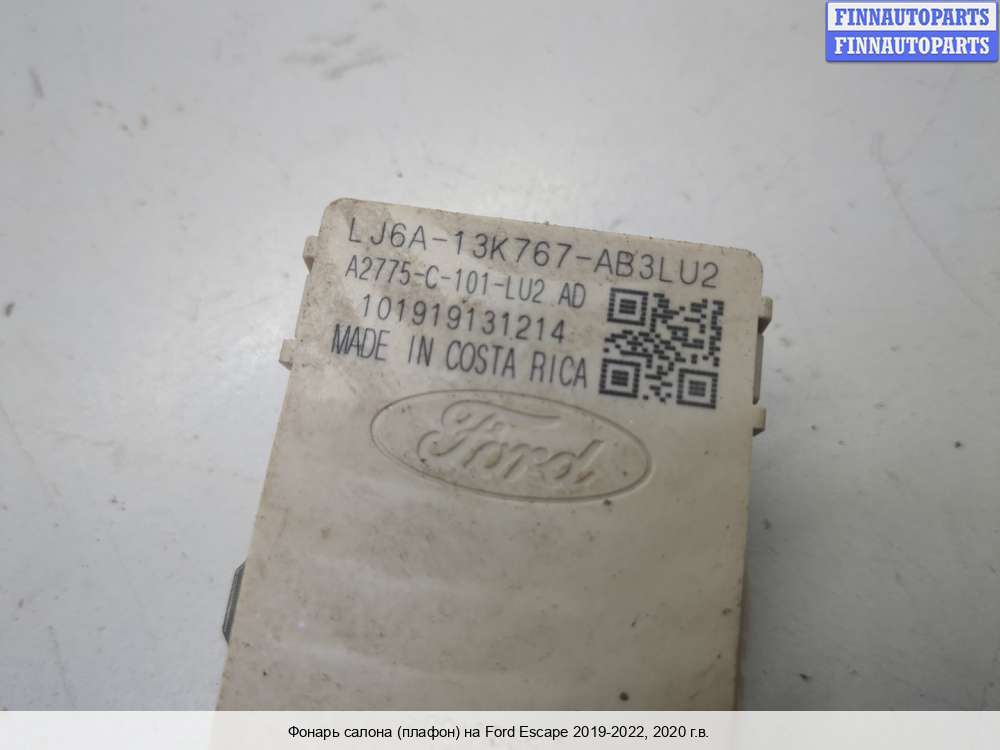 FINNAUTOPARTS
FINNAUTOPARTS
LJ6A-13K767-AB3LU2
A2775-C-101-LU2 AD
101919131214
MADE IN COSTA RICA
Ford
Фонарь салона (плафон) на Ford Escape 2019-2022, 2020 г.в.